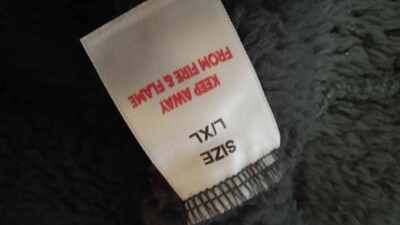 SIZE
L/XL
KEEP AWAY
FROM FIRE & FLAME